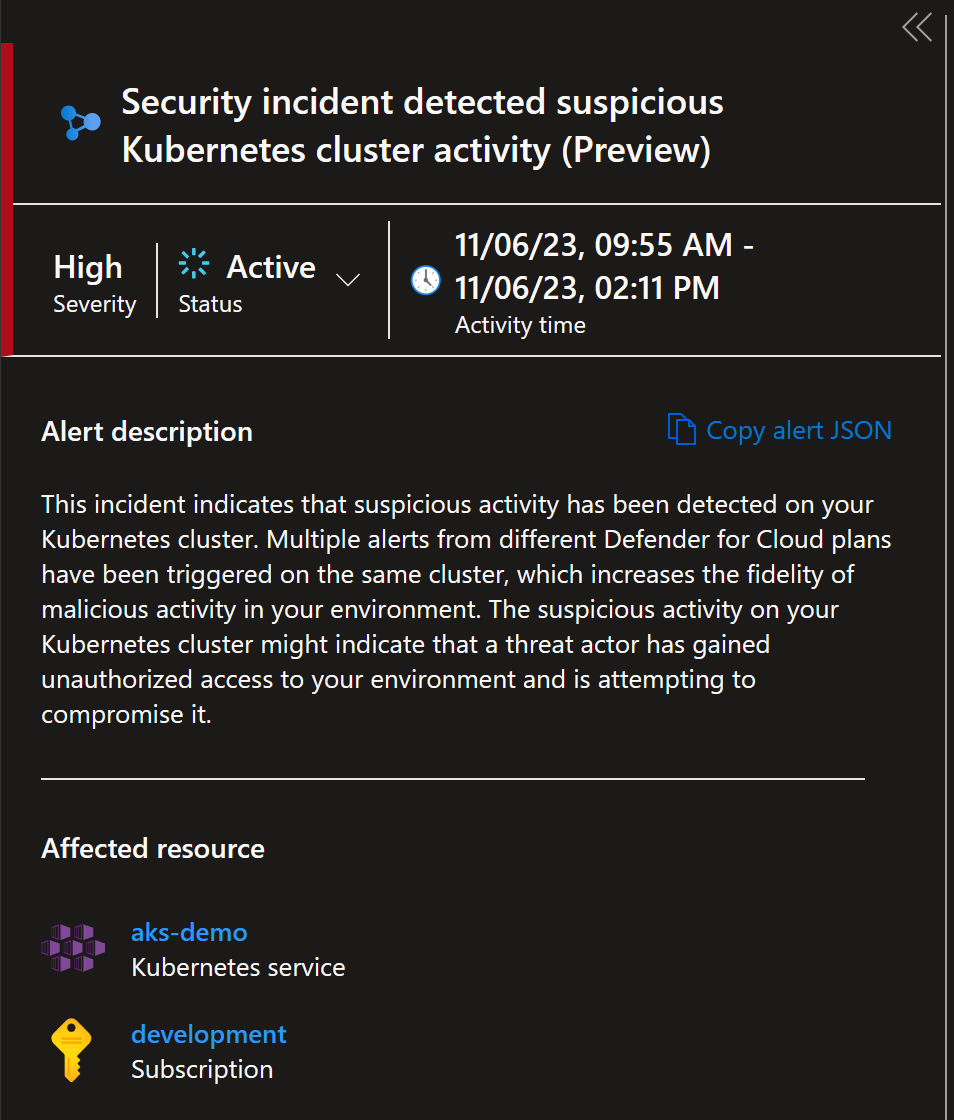 Security incident detected suspicious
Kubernetes cluster activity (Preview)
High
Severity
Active
Status
11/06/23, 09:55 AM -
11/06/23, 02:11 PM
Activity time
Alert description
Copy alert JSON
This incident indicates that suspicious activity has been detected on your
Kubernetes cluster. Multiple alerts from different Defender for Cloud plans
have been triggered on the same cluster, which increases the fidelity of
malicious activity in your environment. The suspicious activity on your
Kubernetes cluster might indicate that a threat actor has gained
unauthorized access to your environment and is attempting to
compromise it.
Affected resource
aks-demo
Kubernetes service
development
Subscription